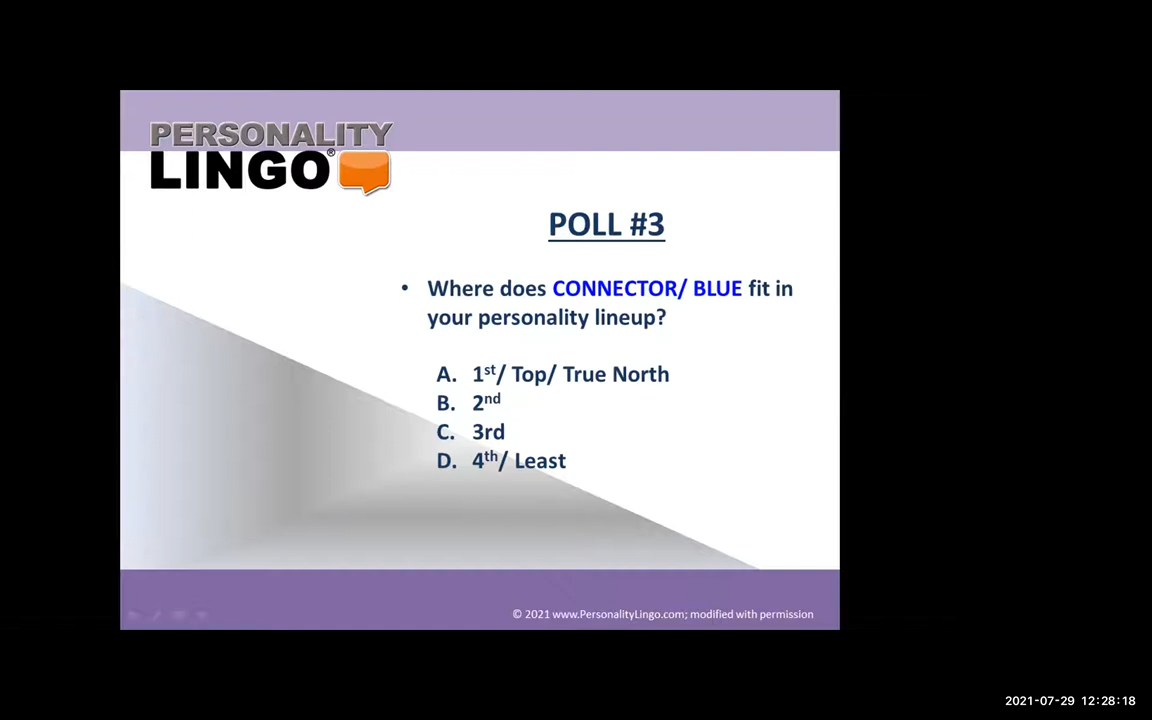 PERSONALITY
LINGO®
POLL #3
• Where does CONNECTOR/ BLUE fit in
your personality lineup?
A. 1st/ Top/ True North
B. 2nd
C. 3rd
D. 4th/ Least
© 2021 www.PersonalityLingo.com; modified with permission
2021-07-29 12:28:18